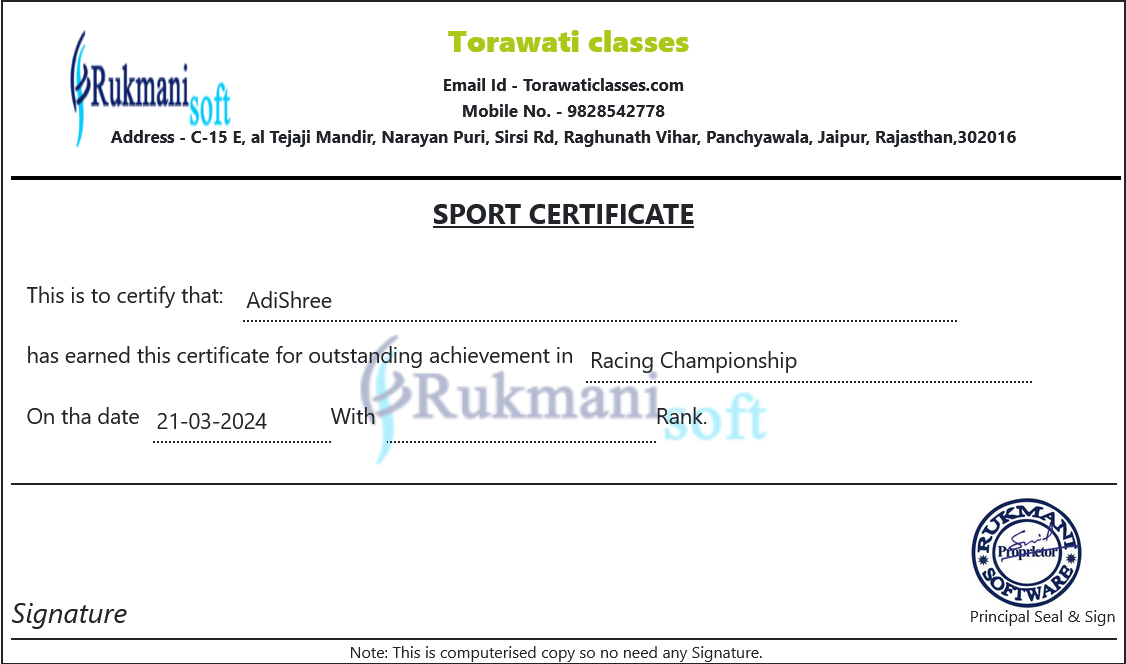 Rukmani
soft
Torawati classes
Email Id - Torawaticlasses.com
Mobile No. - 9828542778
Address - C-15 E, al Tejaji Mandir, Narayan Puri, Sirsi Rd, Raghunath Vihar, Panchyawala, Jaipur, Rajasthan,302016
SPORT CERTIFICATE
This is to certify that: AdiShree
has earned this certificate for outstanding achievement in Racing Championship
On tha date 21-03-2024 With Rank.
Rukmani
soft
RUKMANI
Proprietor
SOFTWARE
Signature
Principal Seal & Sign
Note: This is computerised copy so no need any Signature.